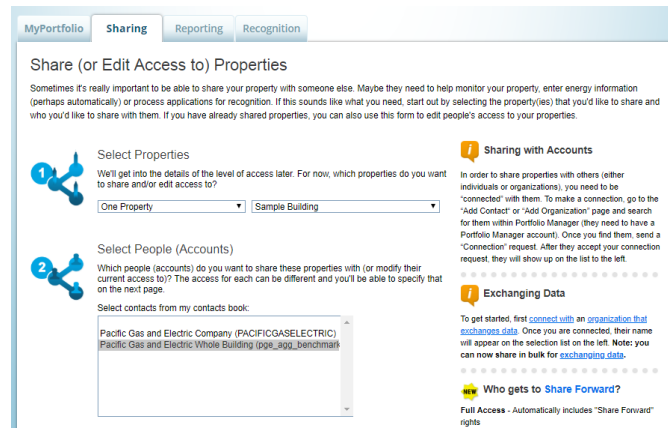 MyPortfolio Sharing Reporting Recognition
Share (or Edit Access to) Properties
Sometimes it's really important to be able to share your property with someone else. Maybe they need to help monitor your property, enter energy information
(perhaps automatically) or process applications for recognition. If this sounds like what you need, start out by selecting the property(ies) that you'd like to share and
who you'd like to share with them. If you have already shared properties, you can also use this form to edit people's access to your properties.
1
Select Properties
We'll get into the details of the level of access later. For now, which properties do you want
to share and/or edit access to?
One Property Sample Building
2
Select People (Accounts)
Which people (accounts) do you want to share these properties with (or modify their
current access to)? The access for each can be different and you'll be able to specify that
on the next page.
Select contacts from my contacts book:
Pacific Gas and Electric Company (PACIFICGASELECTRIC)
Pacific Gas and Electric Whole Building (pge_agg_benchmark
i Sharing with Accounts
In order to share properties with others (either
individuals or organizations), you need to be
"connected" with them. To make a connection, go to the
"Add Contact" or "Add Organization" page and search
for them within Portfolio Manager (they need to have a
Portfolio Manager account). Once you find them, send a
"Connection" request. After they accept your connection
request, they will show up on the list to the left.
i Exchanging Data
To get started, first connect with an organization that
exchanges data. Once you are connected, their name
will appear on the selection list on the left. Note: you
can now share in bulk for exchanging data.
NEW Who gets to Share Forward?
Full Access - Automatically includes "Share Forward"
rights